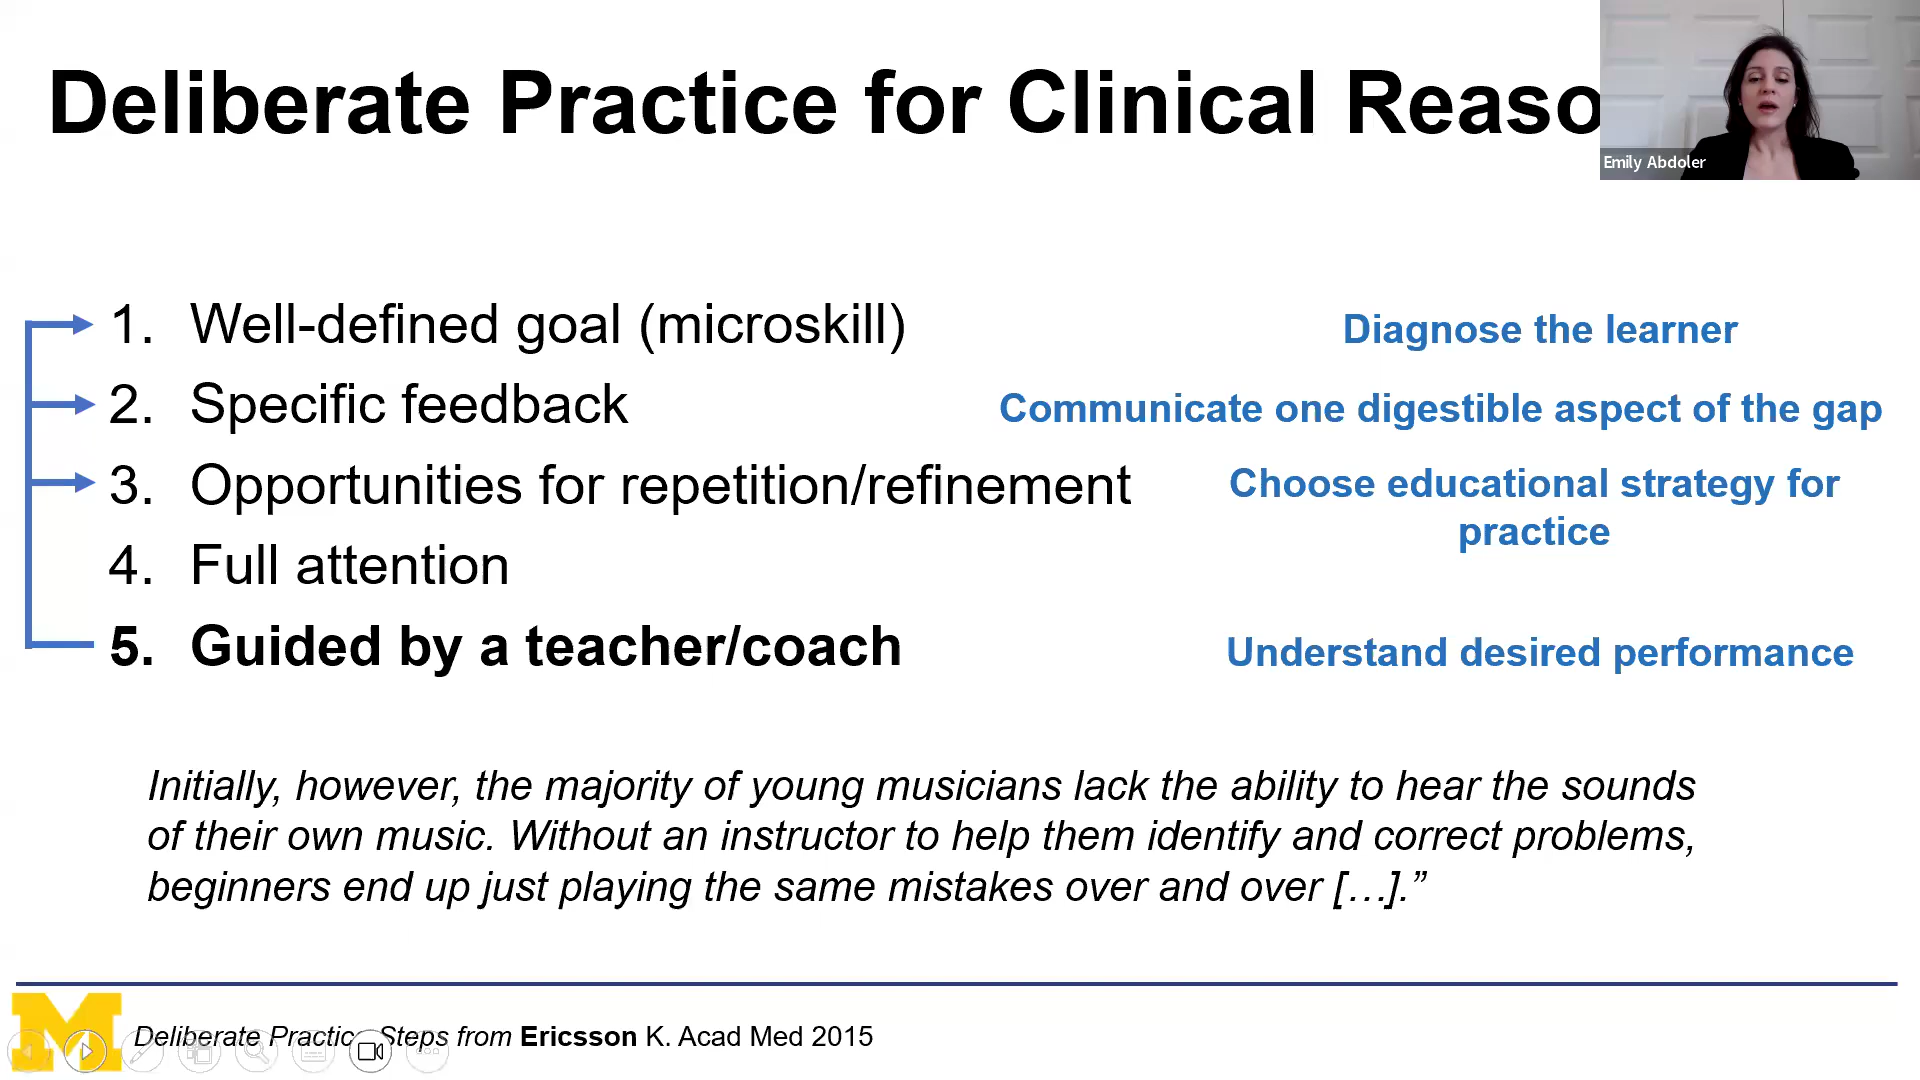 Deliberate Practice for Clinical Reaso
Emily Abdoler
1. Well-defined goal (microskill)
Diagnose the learner
2. Specific feedback
Communicate one digestible aspect of the gap
3. Opportunities for repetition/refinement
Choose educational strategy for
practice
4. Full attention
5. Guided by a teacher/coach
Understand desired performance
Initially, however, the majority of young musicians lack the ability to hear the sounds
of their own music. Without an instructor to help them identify and correct problems,
beginners end up just playing the same mistakes over and over […].”
M
Deliberate Practice Steps from Ericsson K. Acad Med 2015